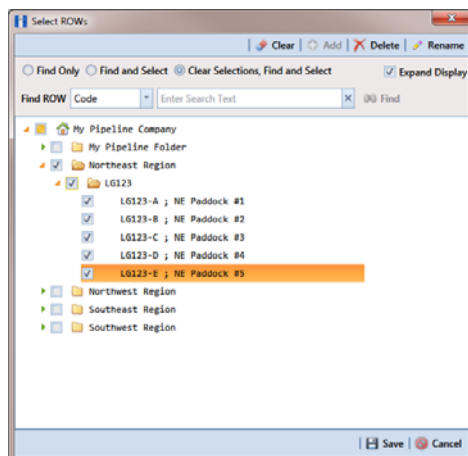 Select ROWs
Clear Add Delete Rename
Find Only Find and Select Clear Selections, Find and Select Expand Display
Find ROW Code Enter Search Text Find
My Pipeline Company
My Pipeline Folder
Northeast Region
LG123
LG123-A ; NE Paddock #1
LG123-B ; NE Paddock #2
LG123-C ; NE Paddock #3
LG123-D ; NE Paddock #4
LG123-E ; NE Paddock #5
Northwest Region
Southeast Region
Southwest Region
Save Cancel